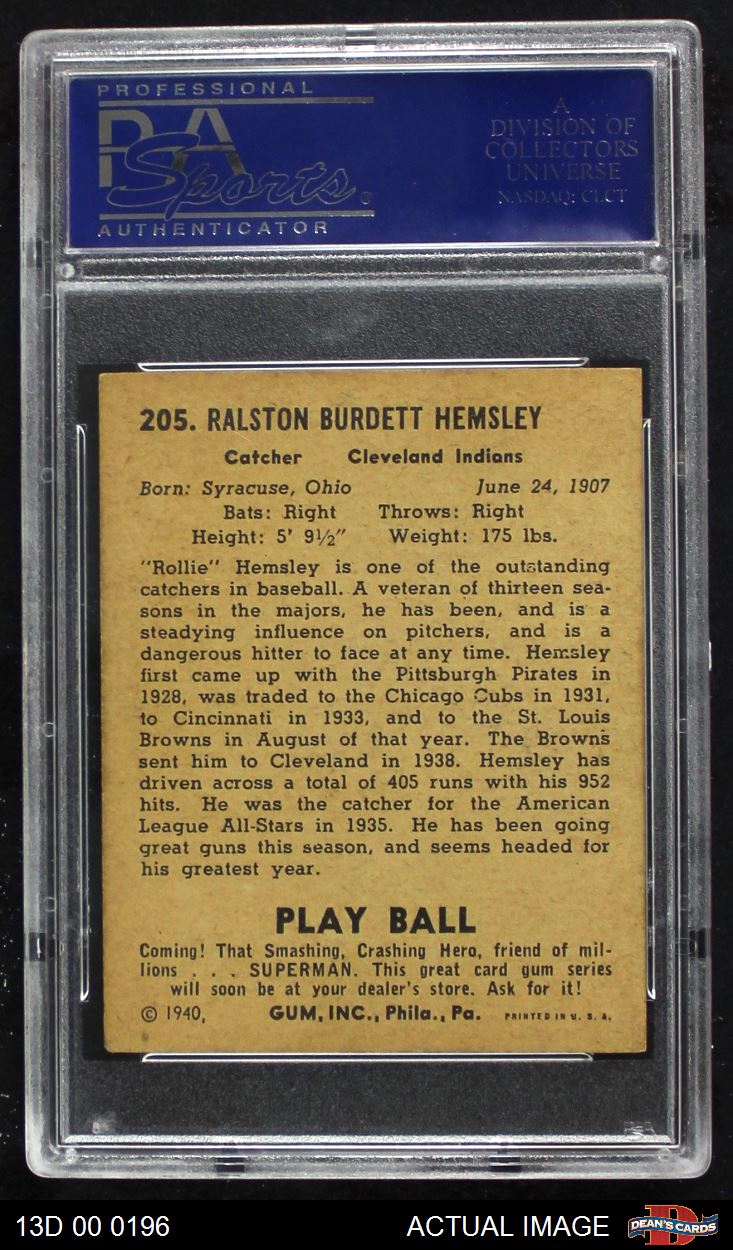 PROFESSIONAL
PSA
Sports®
AUTHENTICATOR
A
DIVISION OF
COLLECTORS
UNIVERSE
NASDAQ: CLCT
205. RALSTON BURDETT HEMSLEY
Catcher Cleveland Indians
Born: Syracuse, Ohio June 24, 1907
Bats: Right Throws: Right
Height: 5' 9½" Weight: 175 lbs.
"Rollie" Hemsley is one of the outstanding
catchers in baseball. A veteran of thirteen sea-
sons in the majors, he has been, and is a
steadying influence on pitchers, and is a
dangerous hitter to face at any time. Hemsley
first came up with the Pittsburgh Pirates in
1928, was traded to the Chicago Cubs in 1931,
to Cincinnati in 1933, and to the St. Louis
Browns in August of that year. The Browns
sent him to Cleveland in 1938. Hemsley has
driven across a total of 405 runs with his 952
hits. He was the catcher for the American
League All-Stars in 1935. He has been going
great guns this season, and seems headed for
his greatest year.
PLAY BALL
Coming! That Smashing, Crashing Hero, friend of mil-
lions . . . SUPERMAN. This great card gum series
will soon be at your dealer's store. Ask for it!
© 1940, GUM, INC., Phila., Pa. PRINTED IN U. S. A.
13D 00 0196 ACTUAL IMAGE DEAN'S CARDS